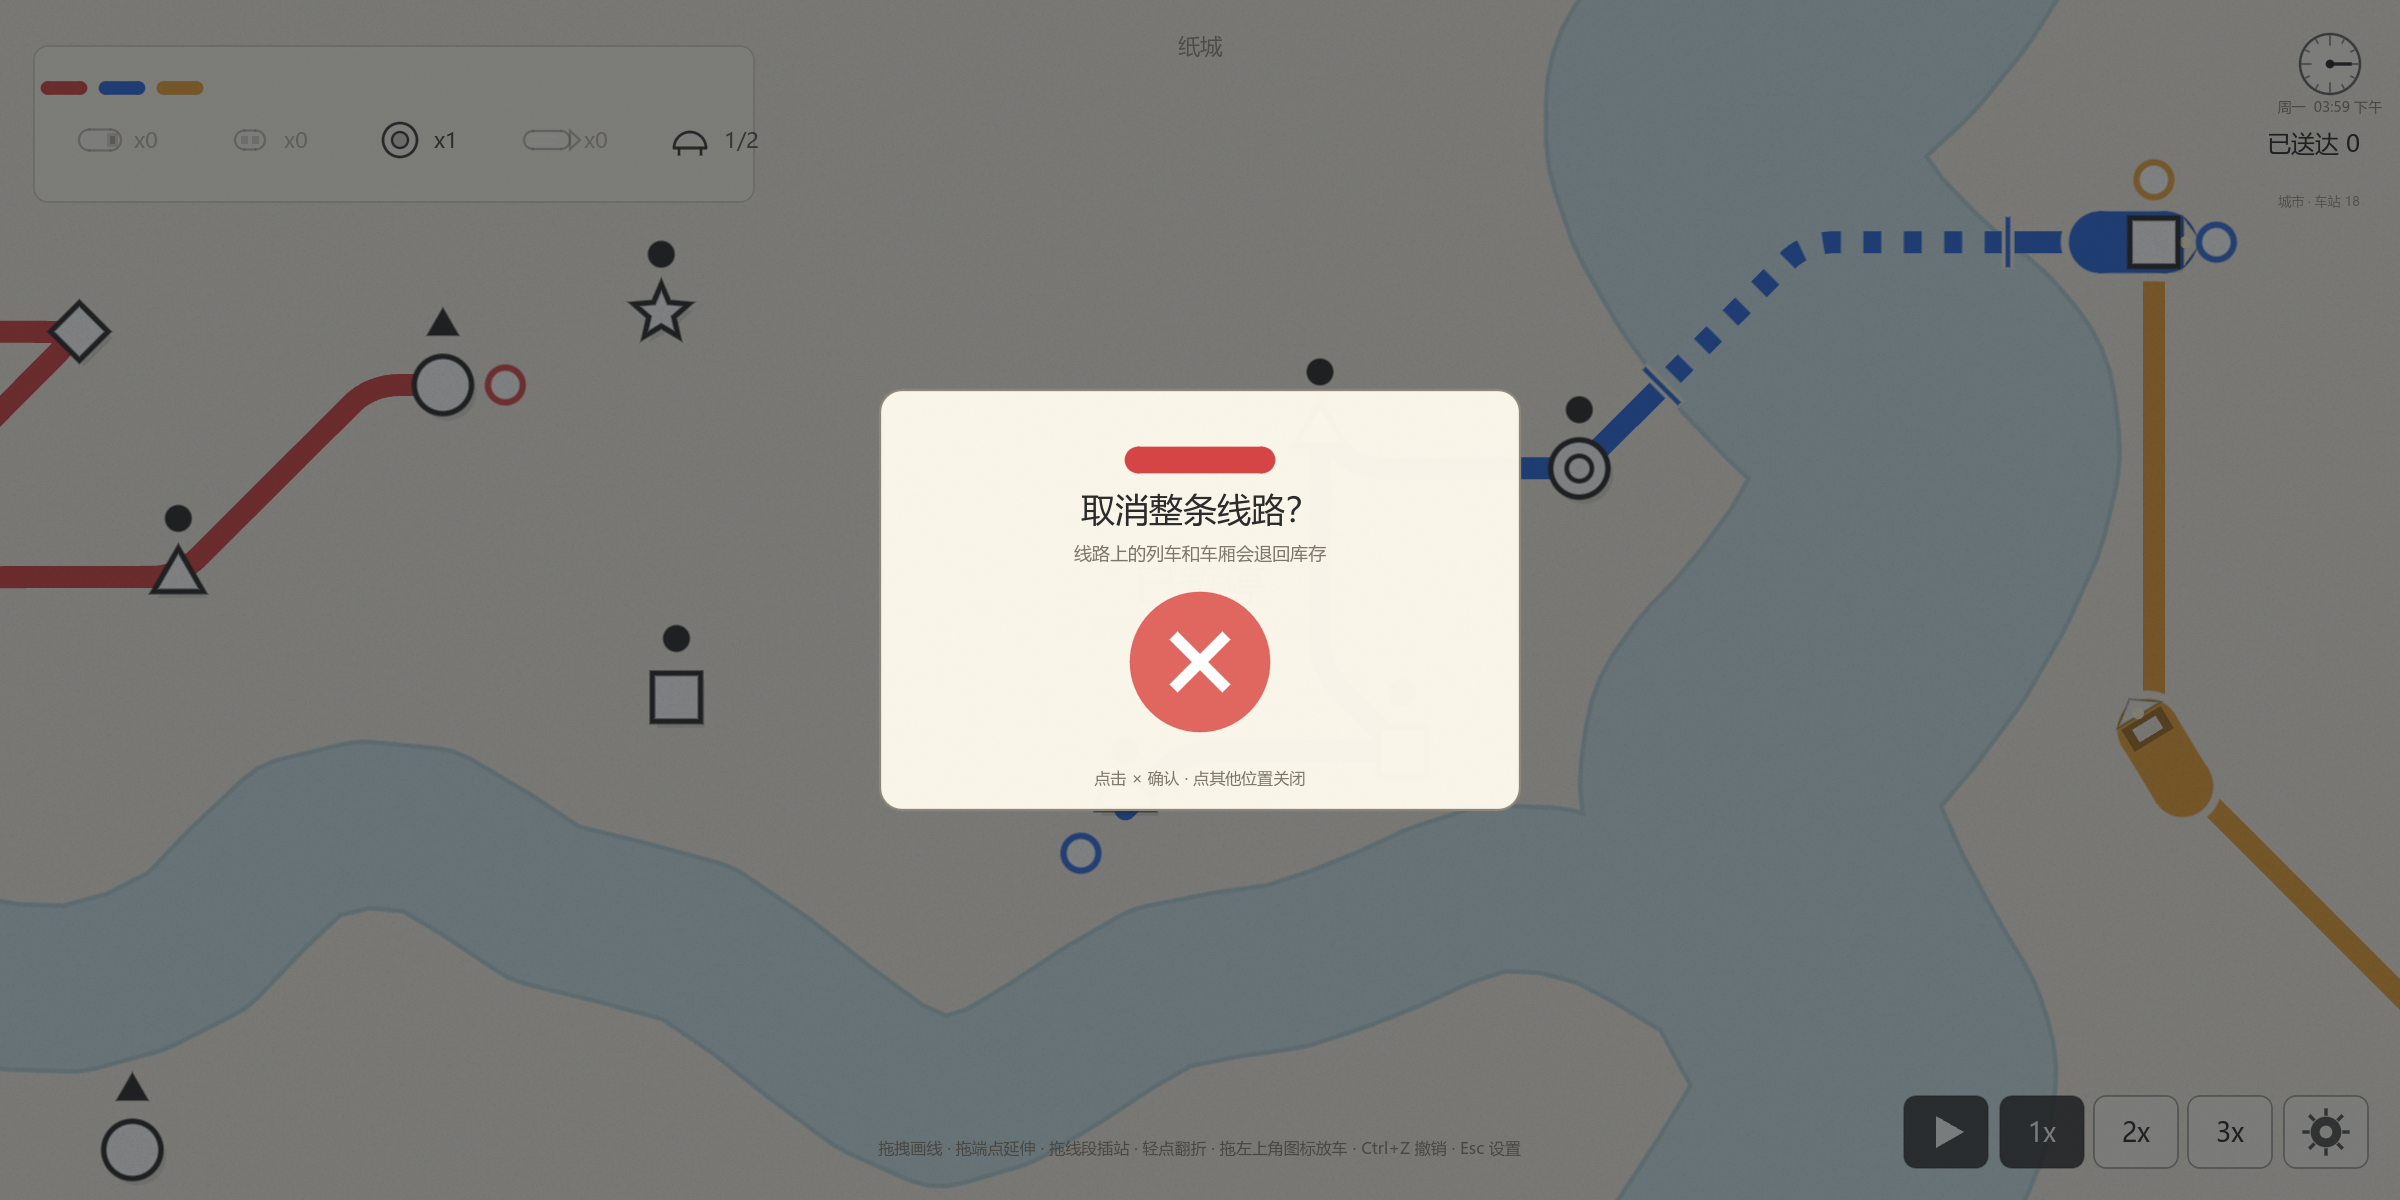 纸城
x0
x0
x1
x0
1/2
周一 03:59 下午
已送达 0
城市 · 车站 18
取消整条线路?
线路上的列车和车厢会退回库存
点击 × 确认 · 点其他位置关闭
拖拽画线 · 拖端点延伸 · 拖线段插站 · 轻点翻折 · 拖左上角图标放车 · Ctrl+Z 撤销 · Esc 设置
1x
2x
3x